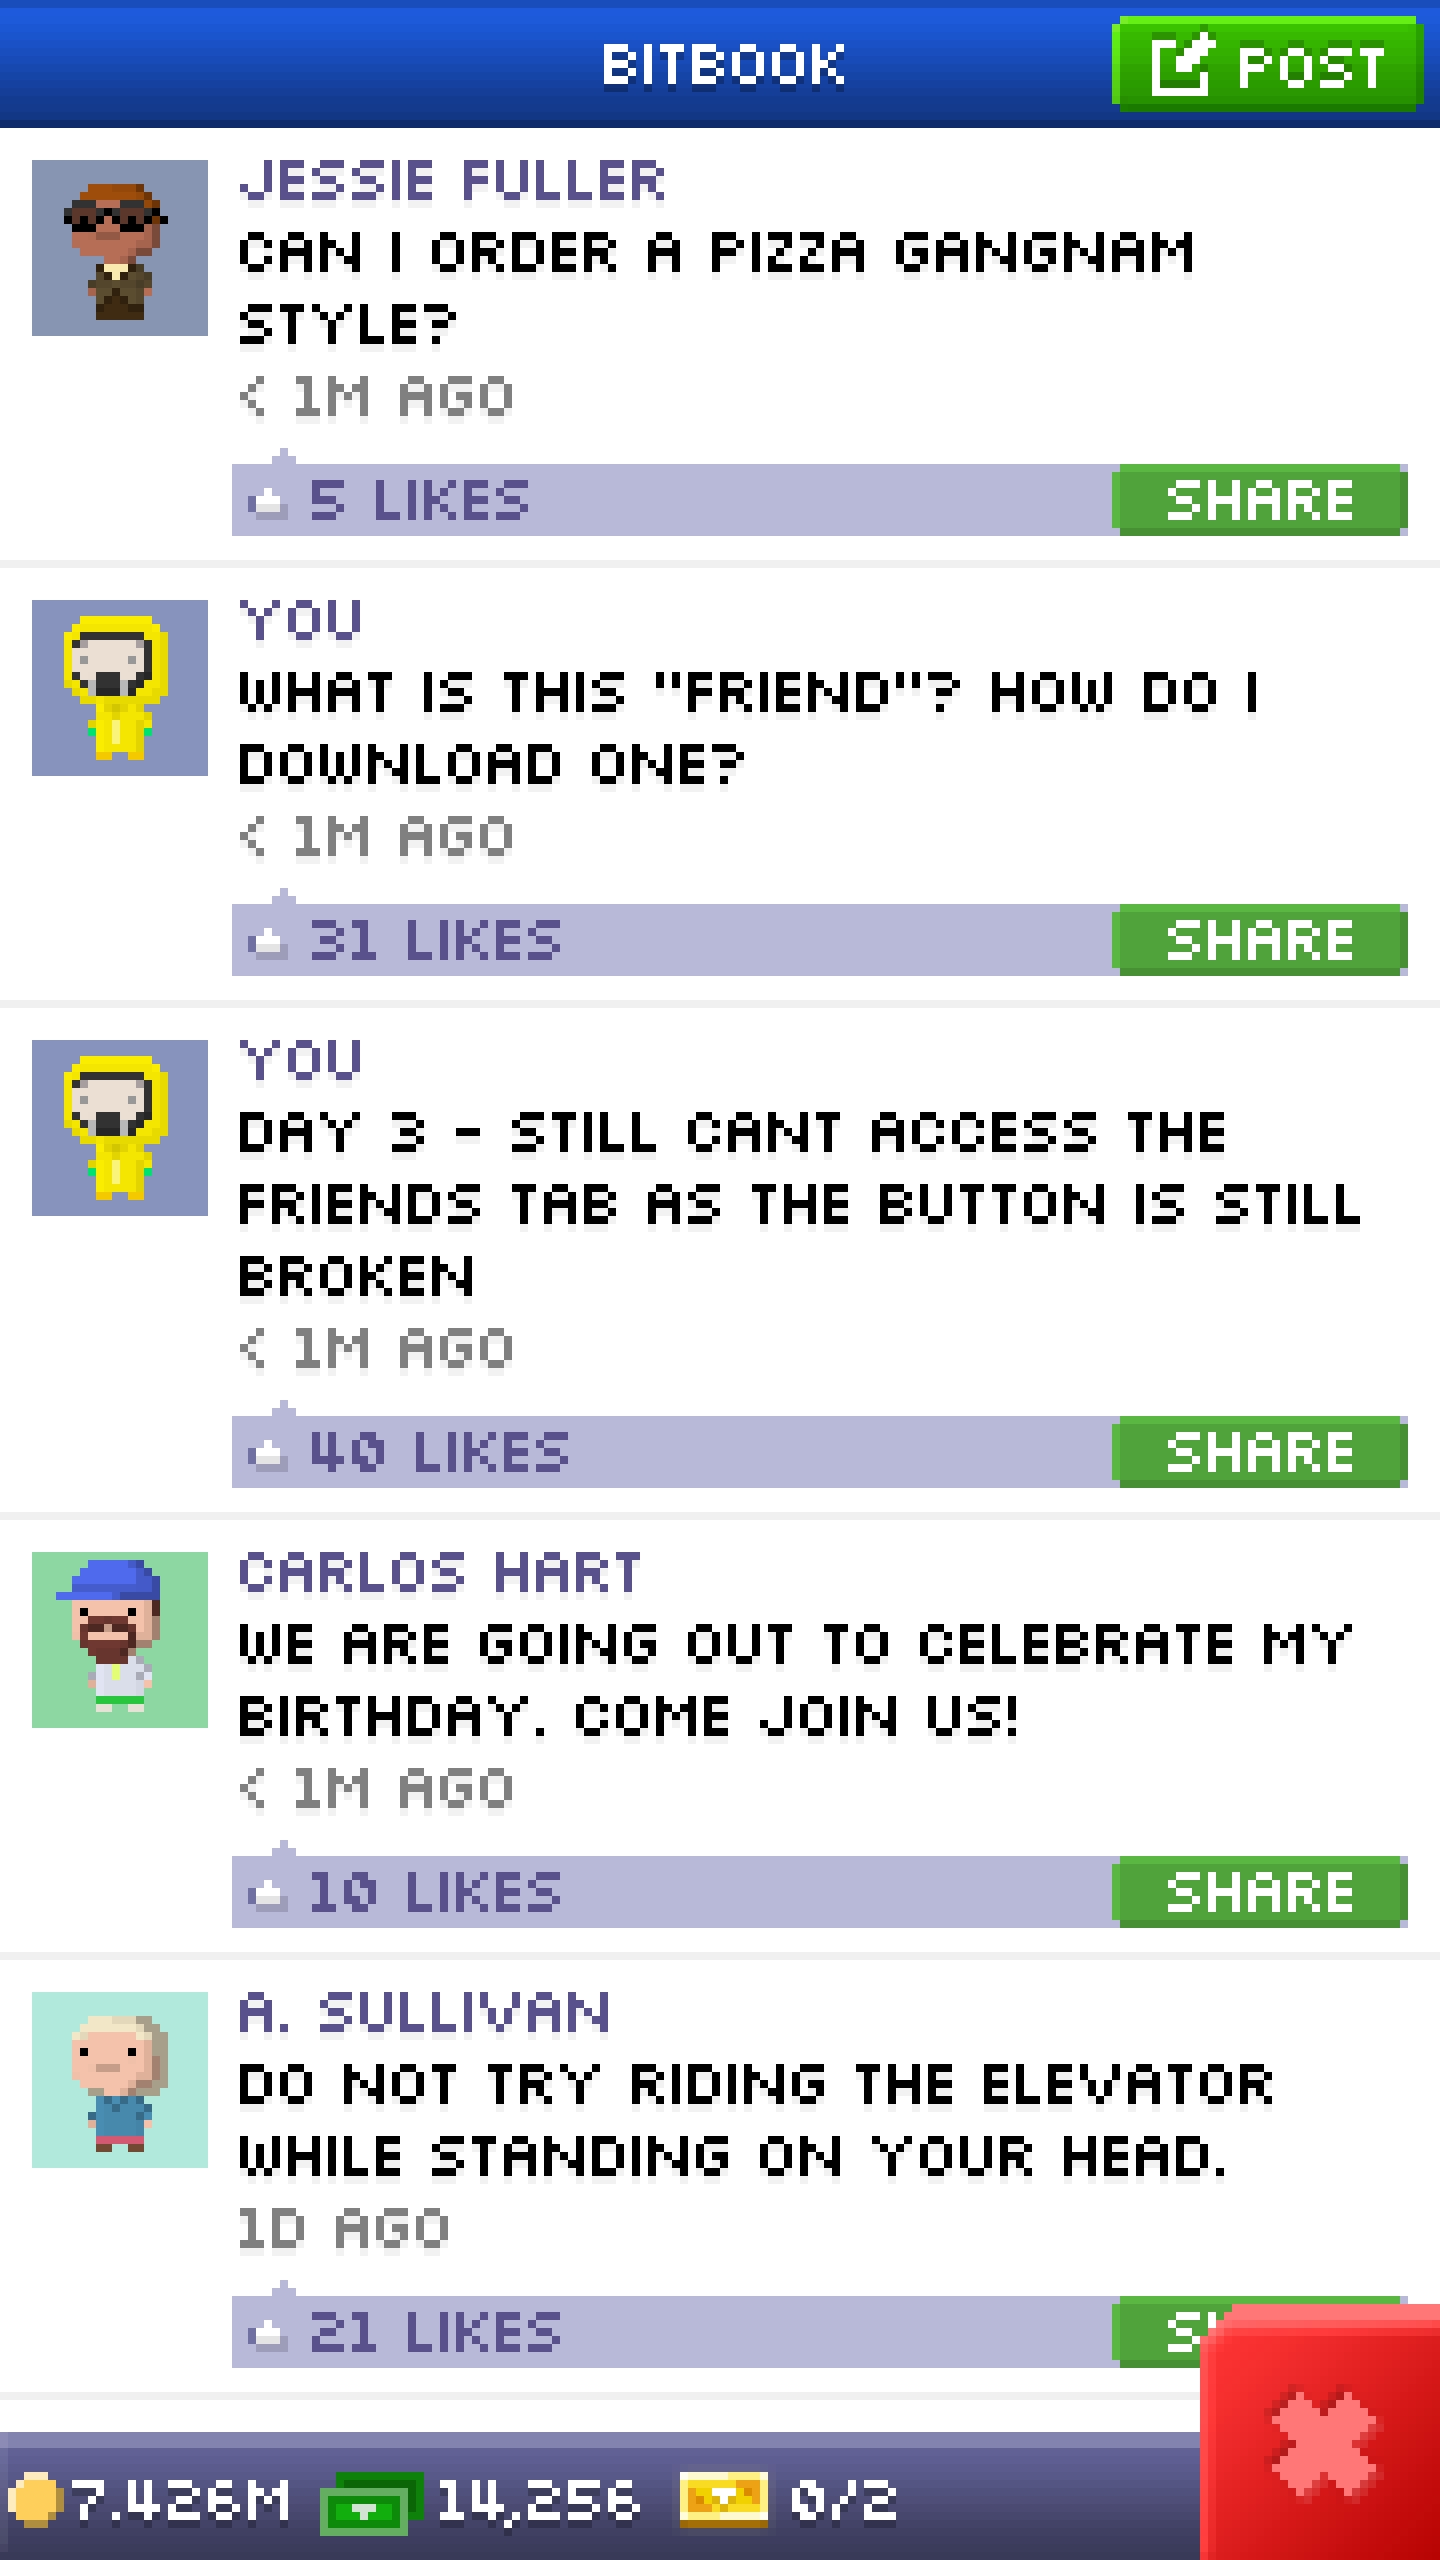 BITBOOK
POST
JESSIE FULLER
CAN I ORDER A PIZZA GANGNAM
STYLE?
< 1M AGO
5 LIKES
SHARE
YOU
WHAT IS THIS "FRIEND"? HOW DO I
DOWNLOAD ONE?
< 1M AGO
31 LIKES
SHARE
YOU
DAY 3 - STILL CANT ACCESS THE
FRIENDS TAB AS THE BUTTON IS STILL
BROKEN
< 1M AGO
40 LIKES
SHARE
CARLOS HART
WE ARE GOING OUT TO CELEBRATE MY
BIRTHDAY. COME JOIN US!
< 1M AGO
10 LIKES
SHARE
A. SULLIVAN
DO NOT TRY RIDING THE ELEVATOR
WHILE STANDING ON YOUR HEAD.
1D AGO
21 LIKES
7.426M
14,256
0/2